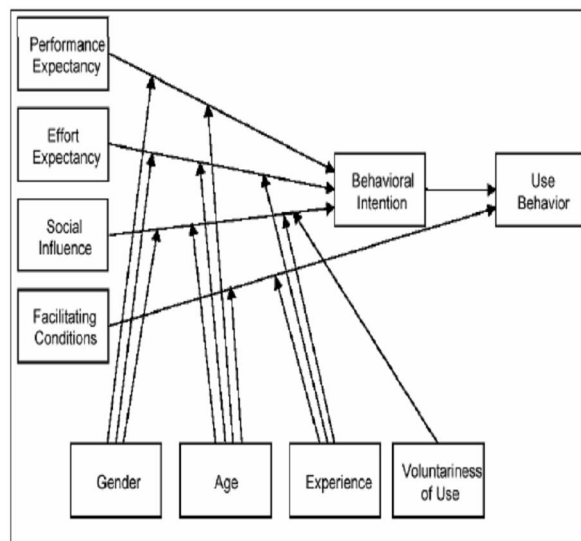 Performance
Expectancy
Effort
Expectancy
Social
Influence
Facilitating
Conditions
Behavioral
Intention
Use
Behavior
Gender
Age
Experience
Voluntariness
of Use